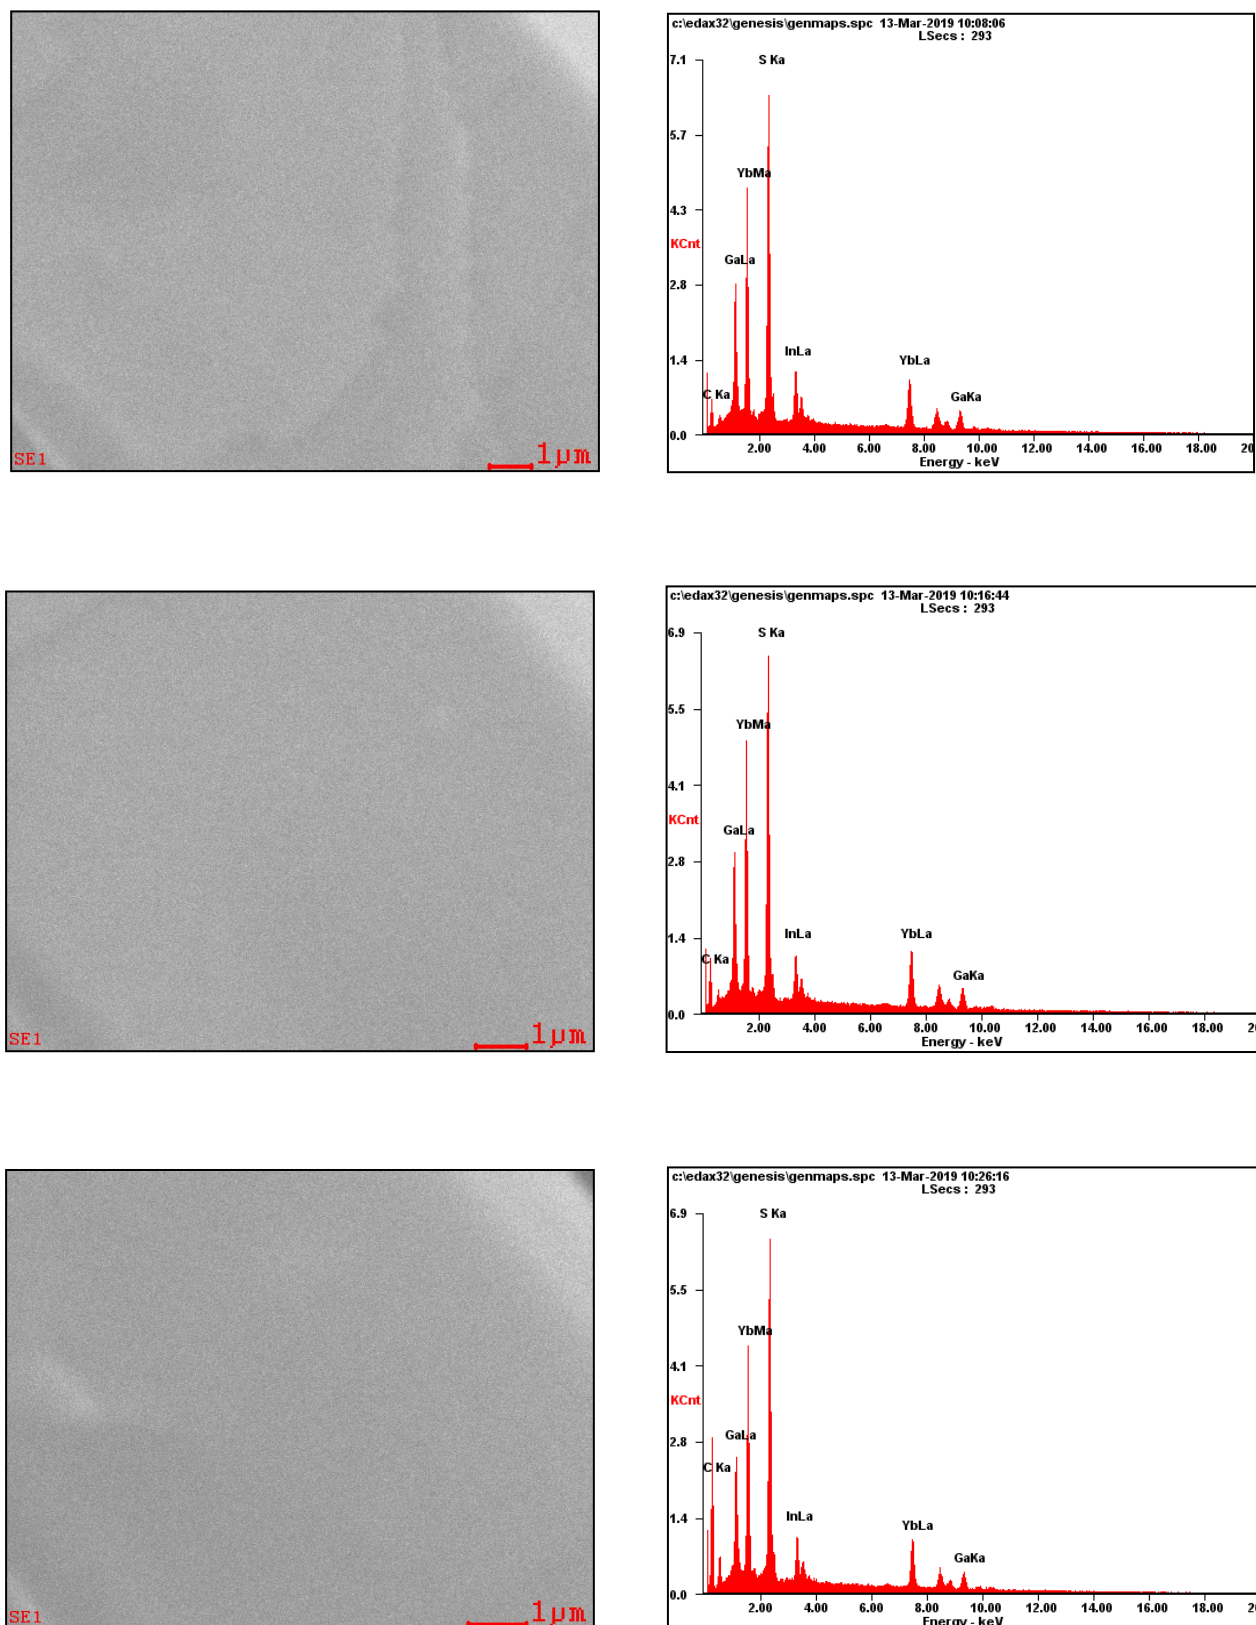 SE1
1µm
c:\edax32\genesis\genmaps.spc 13-Mar-2019 10:08:06
LSecs : 293
7.1
S Ka
5.7
YbMa
4.3
KCnt
GaLa
2.8
InLa
1.4
YbLa
C Ka
GaKa
0.0
2.00 4.00 6.00 8.00 10.00 12.00 14.00 16.00 18.00 20
Energy - keV
SE1
1µm
c:\edax32\genesis\genmaps.spc 13-Mar-2019 10:16:44
LSecs : 293
6.9
S Ka
5.5
YbMa
4.1
KCnt
GaLa
2.8
1.4
InLa
YbLa
C Ka
GaKa
0.0
2.00 4.00 6.00 8.00 10.00 12.00 14.00 16.00 18.00
Energy - keV
SE1
1µm
c:\edax32\genesis\genmaps.spc 13-Mar-2019 10:26:16
LSecs : 293
6.9
S Ka
5.5
YbMa
4.1
KCnt
GaLa
2.8
C Ka
1.4
InLa
YbLa
GaKa
0.0
2.00 4.00 6.00 8.00 10.00 12.00 14.00 16.00 18.00
Energy - keV